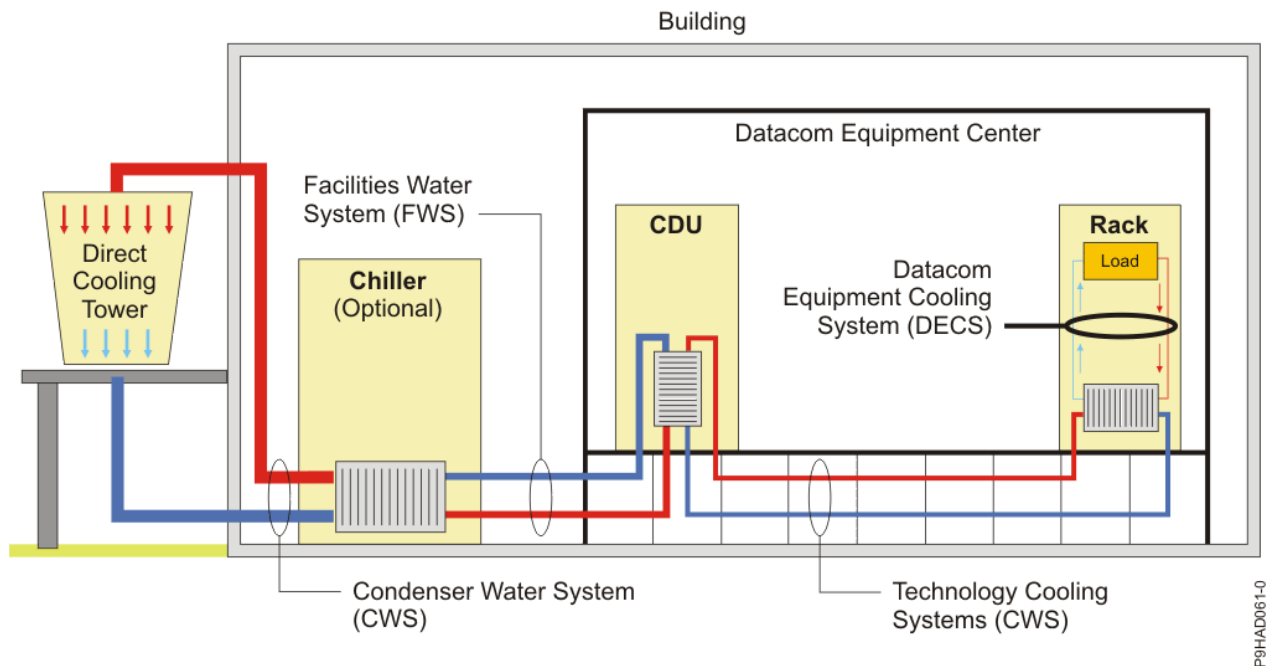 Building
Datacom Equipment Center
Facilities Water
System (FWS)
CDU
Rack
Load
Direct
Cooling
Tower
Chiller
(Optional)
Datacom
Equipment Cooling
System (DECS)
Condenser Water System
(CWS)
Technology Cooling
Systems (CWS)
P9HAD061-0